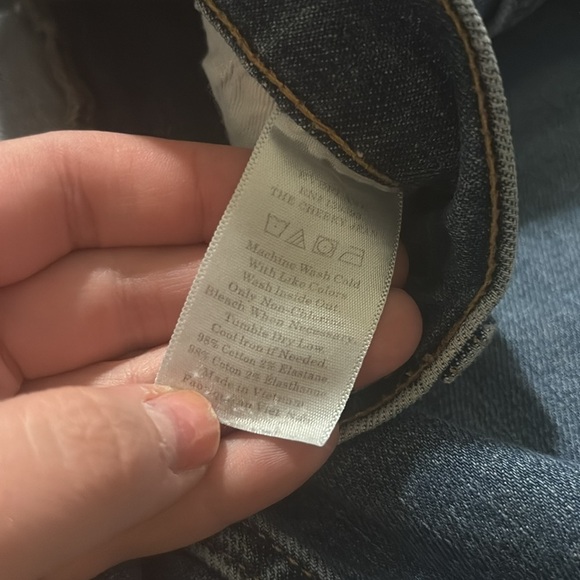 THE CHEEKY JEAN
Machine Wash Cold
With Like Colors
Wash Inside Out.
Only Non-Chlorine
Bleach When Necessary.
Tumble Dry Low.
Cool Iron if Needed.
98% Cotton 2% Elastane
98% Coton 2% Elasthanne
Made in Vietnam